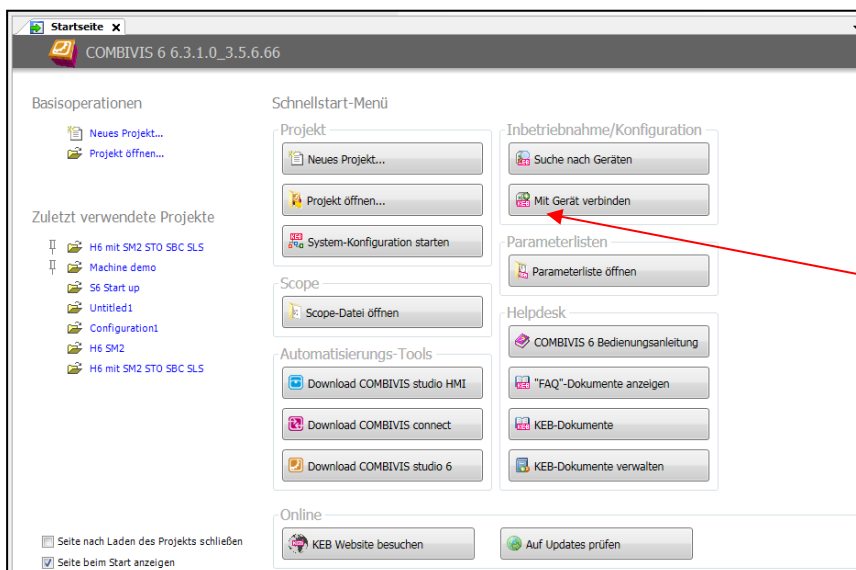 Startseite
COMBIVIS 6 6.3.1.0_3.5.6.66
Basisoperationen
Neues Projekt...
Projekt öffnen...
Zuletzt verwendete Projekte
H6 mit SM2 STO SBC SLS
Machine demo
S6 Start up
Untitled1
Configuration1
H6 SM2
H6 mit SM2 STO SBC SLS
Seite nach Laden des Projekts schließen
Seite beim Start anzeigen
Schnellstart-Menü
Projekt
Neues Projekt...
Projekt öffnen...
System-Konfiguration starten
Scope
Scope-Datei öffnen
Automatisierungs-Tools
Download COMBIVIS studio HMI
Download COMBIVIS connect
Download COMBIVIS studio 6
Inbetriebnahme/Konfiguration
Suche nach Geräten
Mit Gerät verbinden
Parameterlisten
Parameterliste öffnen
Helpdesk
COMBIVIS 6 Bedienungsanleitung
"FAQ"-Dokumente anzeigen
KEB-Dokumente
KEB-Dokumente verwalten
Online
KEB Website besuchen
Auf Updates prüfen